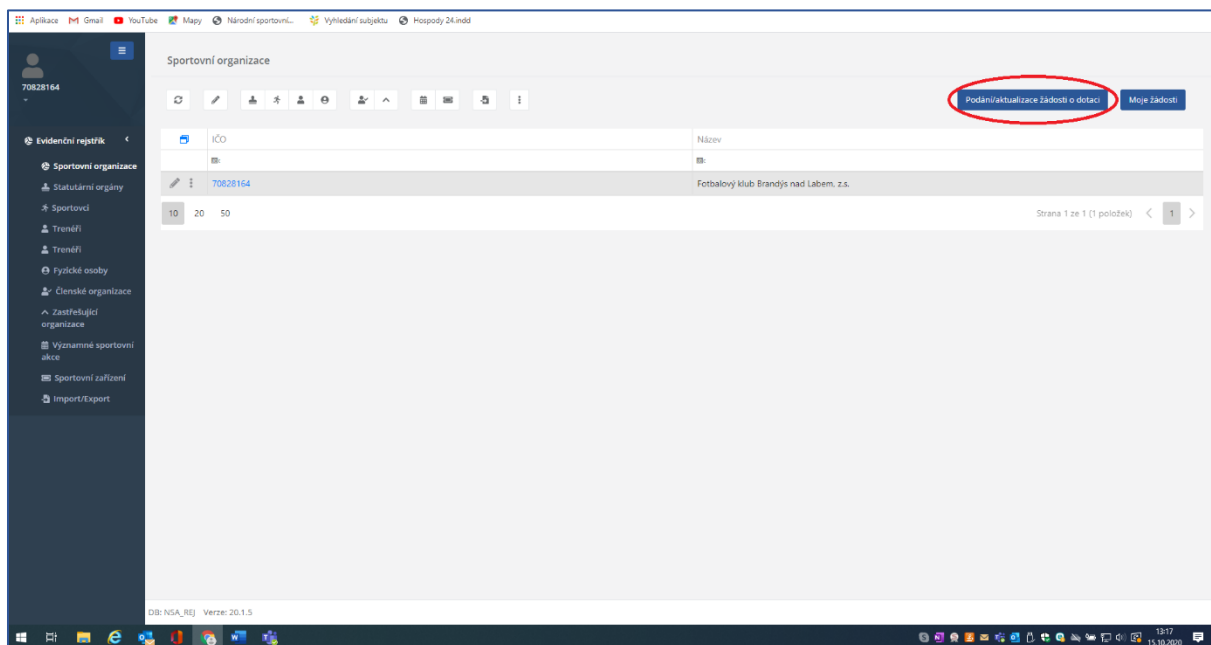 Aplikace Gmail YouTube Mapy Národní sportovní... Vyhledání subjektu Hospody 24.indd
Sportovní organizace
70828164
Podání/aktualizace žádosti o dotaci Moje žádosti
Evidenční rejstřík
Sportovní organizace
Statutární orgány
Sportovci
Trenéři
Trenéři
Fyzické osoby
Členské organizace
Zastřešující
organizace
Významné sportovní
akce
Sportovní zařízení
Import/Export
IČO Název
70828164 Fotbalový klub Brandýs nad Labem, z.s.
10 20 50 Strana 1 ze 1 (1 položek) 1
DB: NSA_REJ Verze: 20.1.5
13:17
15.10.2020